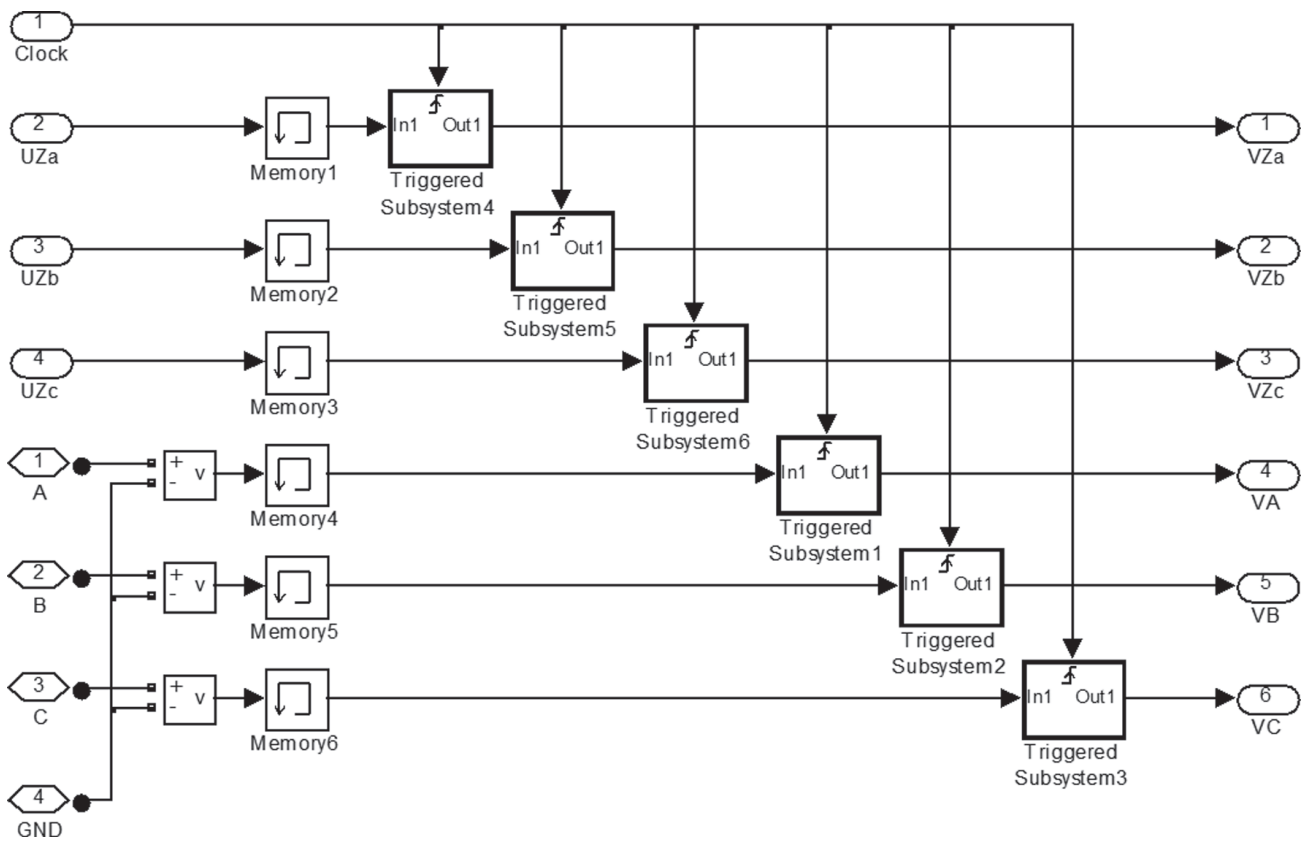 1
Clock
2
UZa
Memory1
In1 Out1
Triggered
Subsystem4
1
VZa
3
UZb
Memory2
In1 Out1
Triggered
Subsystem5
2
VZb
4
UZc
Memory3
In1 Out1
Triggered
Subsystem6
3
VZc
1
A
+
-
v
Memory4
In1 Out1
Triggered
Subsystem1
4
VA
2
B
+
-
v
Memory5
In1 Out1
Triggered
Subsystem2
5
VB
3
C
+
-
v
Memory6
In1 Out1
Triggered
Subsystem3
6
VC
4
GND